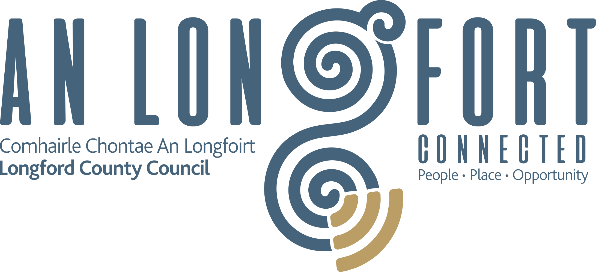 AN LONgFORT
Comhairle Chontae An Longfoirt
Longford County Council
CONNECTED
People • Place • Opportunity